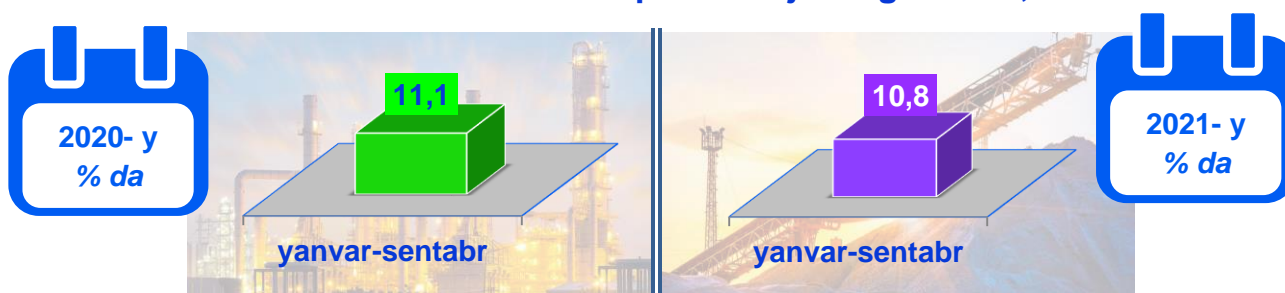 2020- y
% da
11,1
yanvar-sentabr
10,8
yanvar-sentabr
2021- y
% da